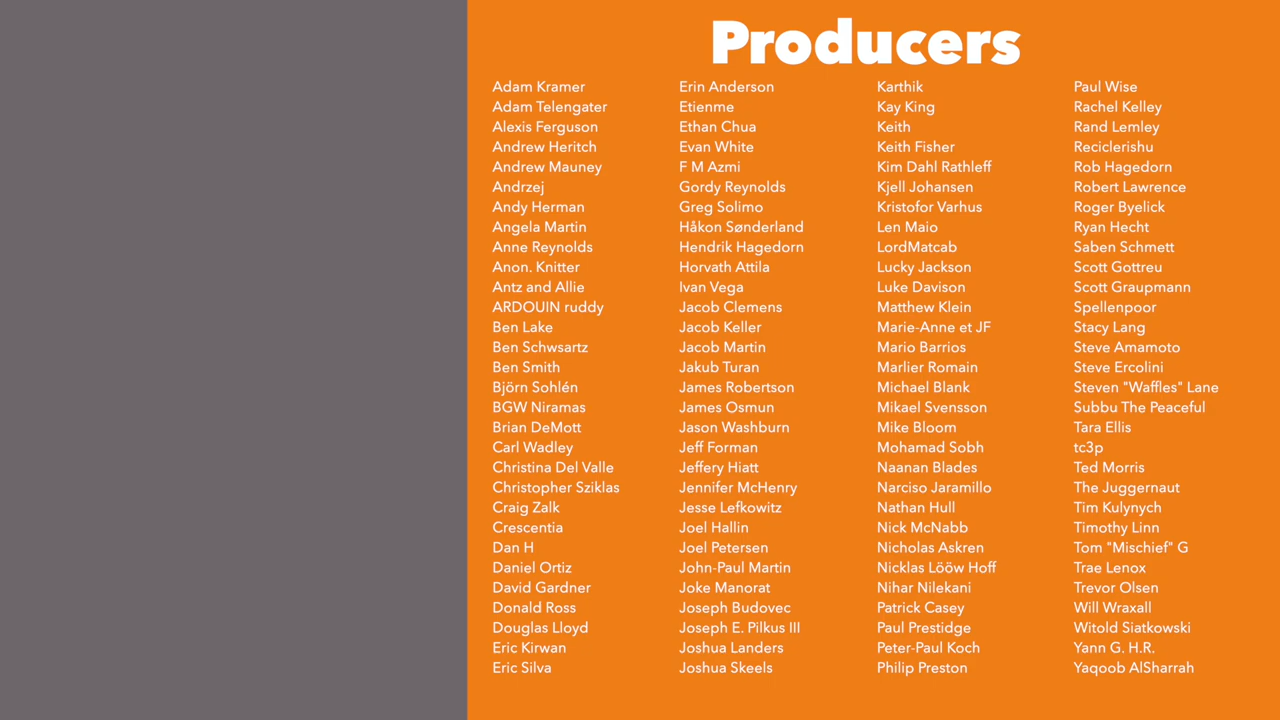 Producers
Adam Kramer
Adam Telengater
Alexis Ferguson
Andrew Heritch
Andrew Mauney
Andrzej
Andy Herman
Angela Martin
Anne Reynolds
Anon. Knitter
Antz and Allie
ARDOUIN ruddy
Ben Lake
Ben Schwsartz
Ben Smith
Björn Sohlén
BGW Niramas
Brian DeMott
Carl Wadley
Christina Del Valle
Christopher Sziklas
Craig Zalk
Crescentia
Dan H
Daniel Ortiz
David Gardner
Donald Ross
Douglas Lloyd
Eric Kirwan
Eric Silva
Erin Anderson
Etienme
Ethan Chua
Evan White
F M Azmi
Gordy Reynolds
Greg Solimo
Håkon Sønderland
Hendrik Hagedorn
Horvath Attila
Ivan Vega
Jacob Clemens
Jacob Keller
Jacob Martin
Jakub Turan
James Robertson
James Osmun
Jason Washburn
Jeff Forman
Jeffery Hiatt
Jennifer McHenry
Jesse Lefkowitz
Joel Hallin
Joel Petersen
John-Paul Martin
Joke Manorat
Joseph Budovec
Joseph E. Pilkus III
Joshua Landers
Joshua Skeels
Karthik
Kay King
Keith
Keith Fisher
Kim Dahl Rathleff
Kjell Johansen
Kristofor Varhus
Len Maio
LordMatcab
Lucky Jackson
Luke Davison
Matthew Klein
Marie-Anne et JF
Mario Barrios
Marlier Romain
Michael Blank
Mikael Svensson
Mike Bloom
Mohamad Sobh
Naanan Blades
Narciso Jaramillo
Nathan Hull
Nick McNabb
Nicholas Askren
Nicklas Lööw Hoff
Nihar Nilekani
Patrick Casey
Paul Prestidge
Peter-Paul Koch
Philip Preston
Paul Wise
Rachel Kelley
Rand Lemley
Reciclerishu
Rob Hagedorn
Robert Lawrence
Roger Byelick
Ryan Hecht
Saben Schmett
Scott Gottreu
Scott Graupmann
Spellenpoor
Stacy Lang
Steve Amamoto
Steve Ercolini
Steven "Waffles" Lane
Subbu The Peaceful
Tara Ellis
tc3p
Ted Morris
The Juggernaut
Tim Kulynych
Timothy Linn
Tom "Mischief" G
Trae Lenox
Trevor Olsen
Will Wraxall
Witold Siatkowski
Yann G. H.R.
Yaqoob AlSharrah